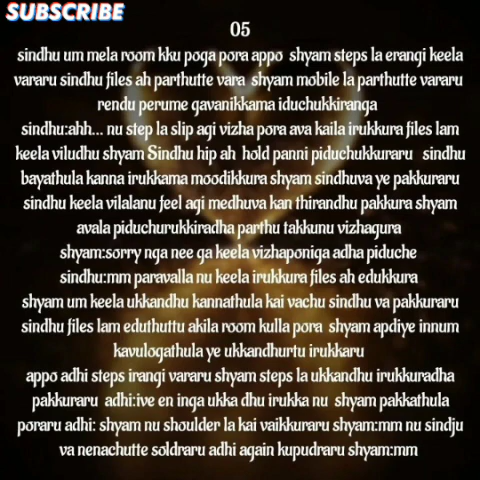 SUBSCRIBE
05
sindhu um mela room kku poga pora appo shyam steps la erangi keela
vararu sindhu files ah parthutte vara shyam mobile la parthutte vararu
rendu perume gavanikkama iduchukkiranga
sindhu:ahh... nu step la slip agi vizha pora ava kaila irukkura files lam
keela viludhu shyam Sindhu hip ah hold panni piduchukkuraru sindhu
bayathula kanna irukkama moodikkura shyam sindhuva ye pakkuraru
sindhu keela vilalanu feel agi medhuva kan thirandhu pakkura shyam
avala piduchurukkiradha parthu takkunu vizhagura
shyam:sorry nga nee ga keela vizhaponiga adha piduche
sindhu:mm paravalla nu keela irukkura files ah edukkura
shyam um keela ukkandhu kannathula kai vachu sindhu va pakkuraru
sindhu files lam eduthuttu akila room kulla pora shyam apdiye innum
kavulogathula ye ukkandhurtu irukkaru
appo adhi steps irangi vararu shyam steps la ukkandhu irukkuradha
pakkuraru adhi:ive en inga ukka dhu irukka nu shyam pakkathula
poraru adhi: shyam nu shoulder la kai vaikkuraru shyam:mm nu sindju
va nenachutte soldraru adhi again kupudraru shyam:mm